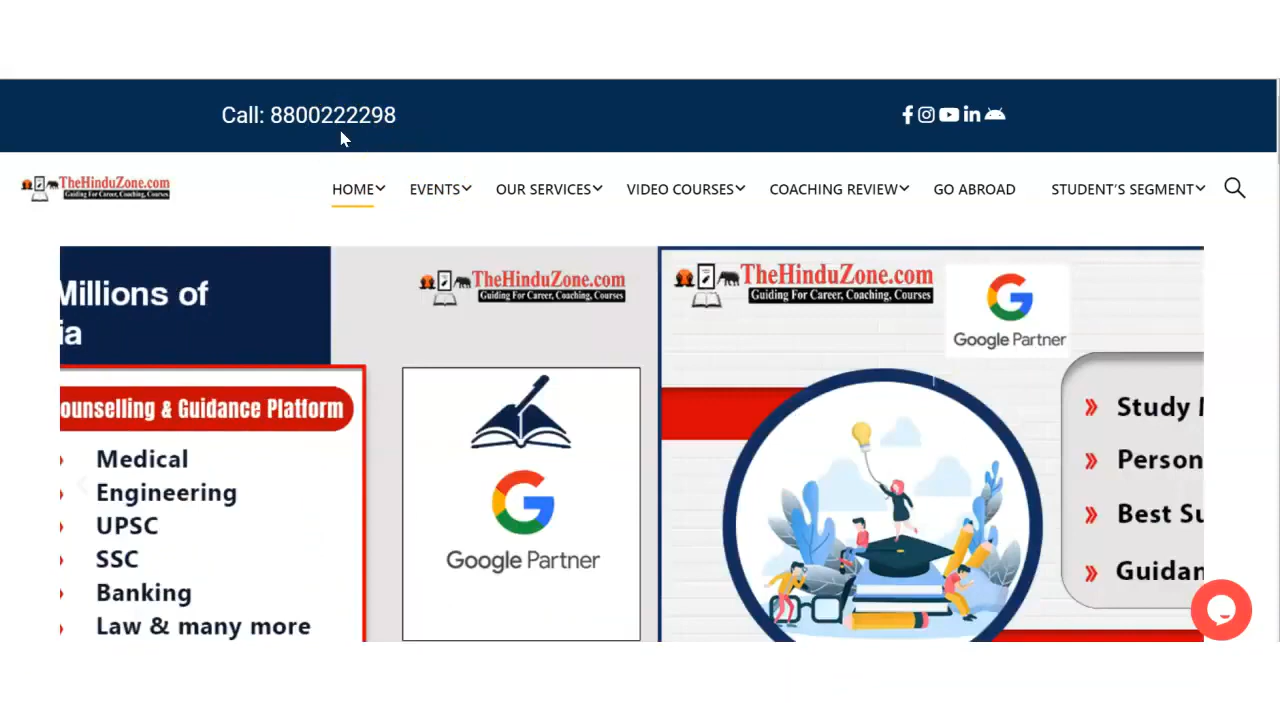 Call: 8800222298
TheHinduZone.com
Guiding For Career, Coaching, Courses
HOME EVENTS OUR SERVICES VIDEO COURSES COACHING REVIEW GO ABROAD STUDENT'S SEGMENT
Millions of
ia
ounselling & Guidance Platform
Medical
Engineering
UPSC
SSC
Banking
Law & many more
TheHinduZone.com
Guiding For Career, Coaching, Courses
Google Partner
TheHinduZone.com
Guiding For Career, Coaching, Courses
Google Partner
Study
Person
Best Su
Guidan